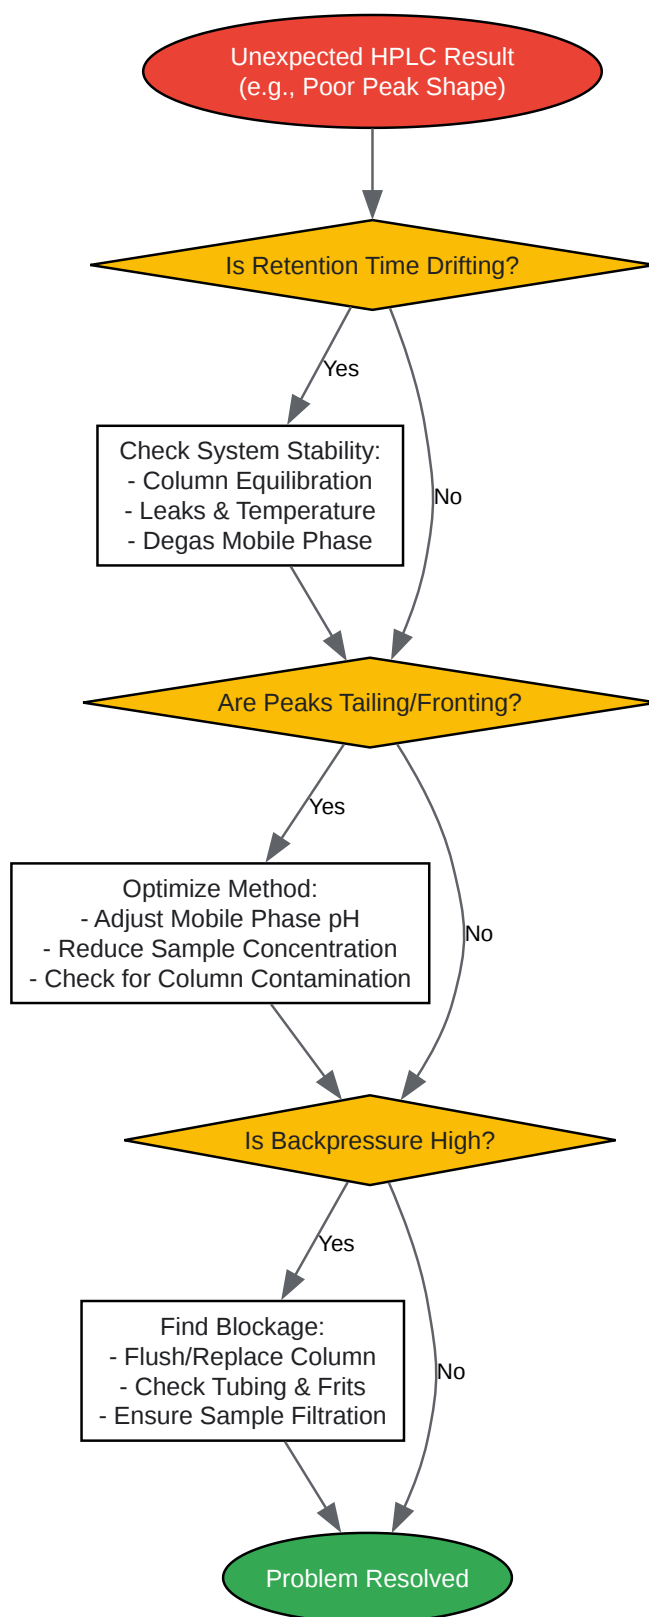 Unexpected HPLC Result
(e.g., Poor Peak Shape)
Is Retention Time Drifting?
Yes
Check System Stability:
- Column Equilibration
- Leaks & Temperature
- Degas Mobile Phase
No
Are Peaks Tailing/Fronting?
Yes
Optimize Method:
- Adjust Mobile Phase pH
- Reduce Sample Concentration
- Check for Column Contamination
No
Is Backpressure High?
Yes
Find Blockage:
- Flush/Replace Column
- Check Tubing & Frits
- Ensure Sample Filtration
No
Problem Resolved